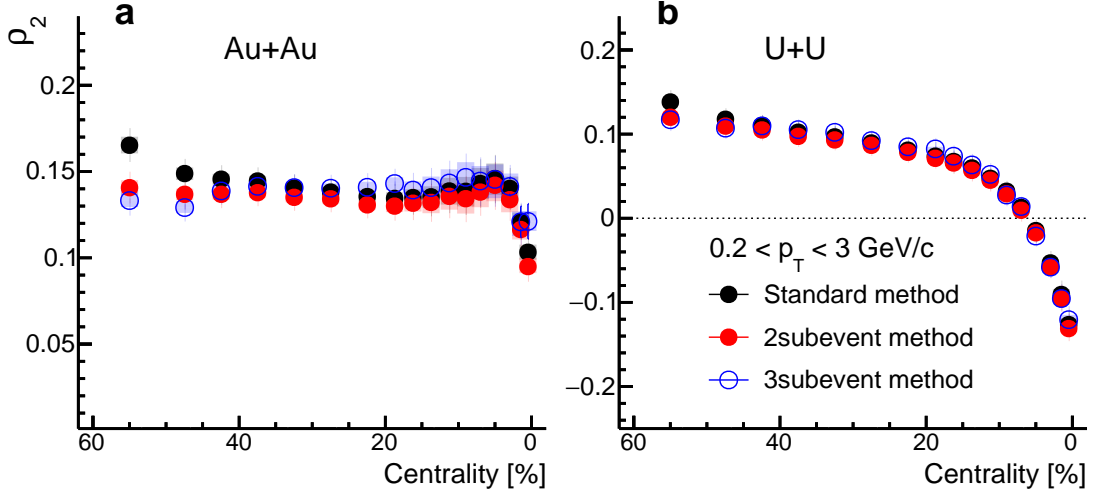 a
ρ2
Au+Au
0.2
0.15
0.1
0.05
60 40 20 0
Centrality [%]
b
U+U
0.2
0.1
0
−0.1
−0.2
0.2 < pT < 3 GeV/c
Standard method
2subevent method
3subevent method
60 40 20 0
Centrality [%]